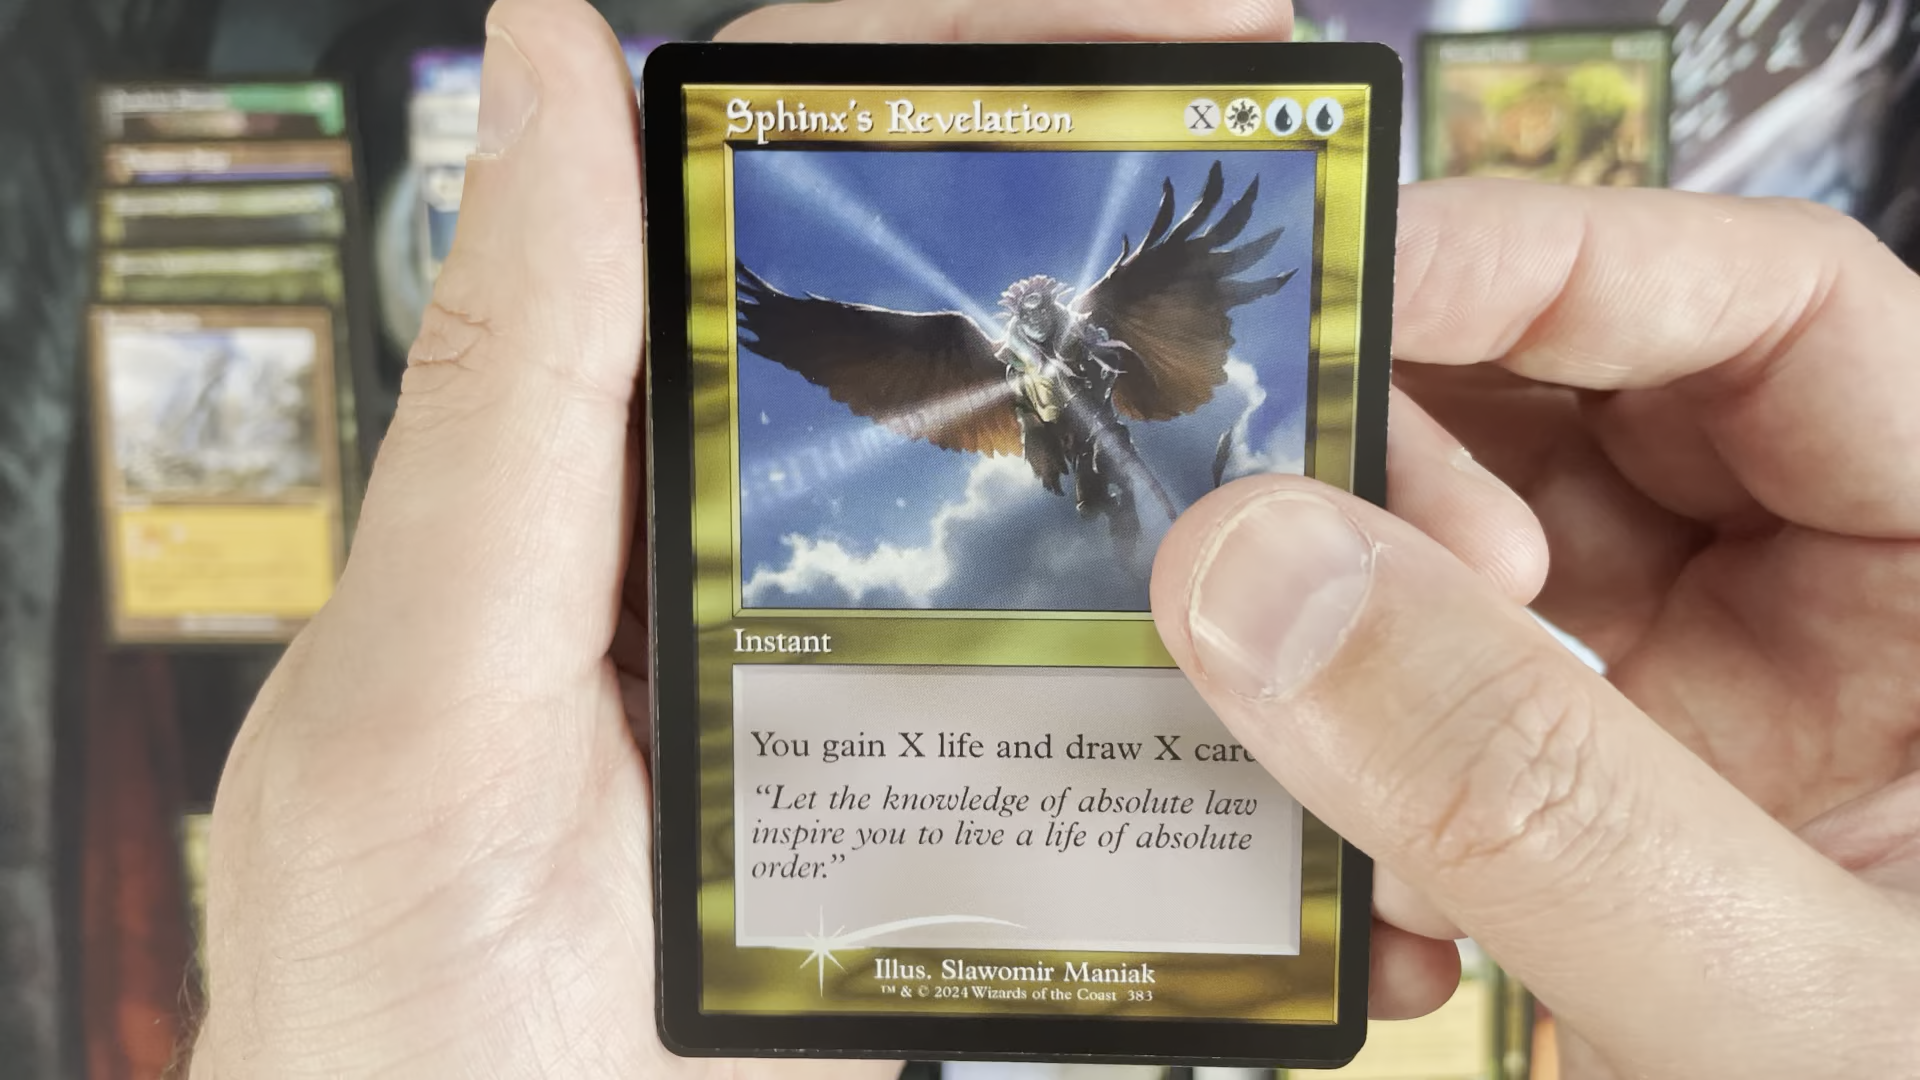 Sphinx's Revelation X
Instant
You gain X life and draw X
“Let the knowledge of absolute law
inspire you to live a life of absolute
order.”
Illus. Slawomir Maniak
™ & © 2024 Wizards of the Coast 383